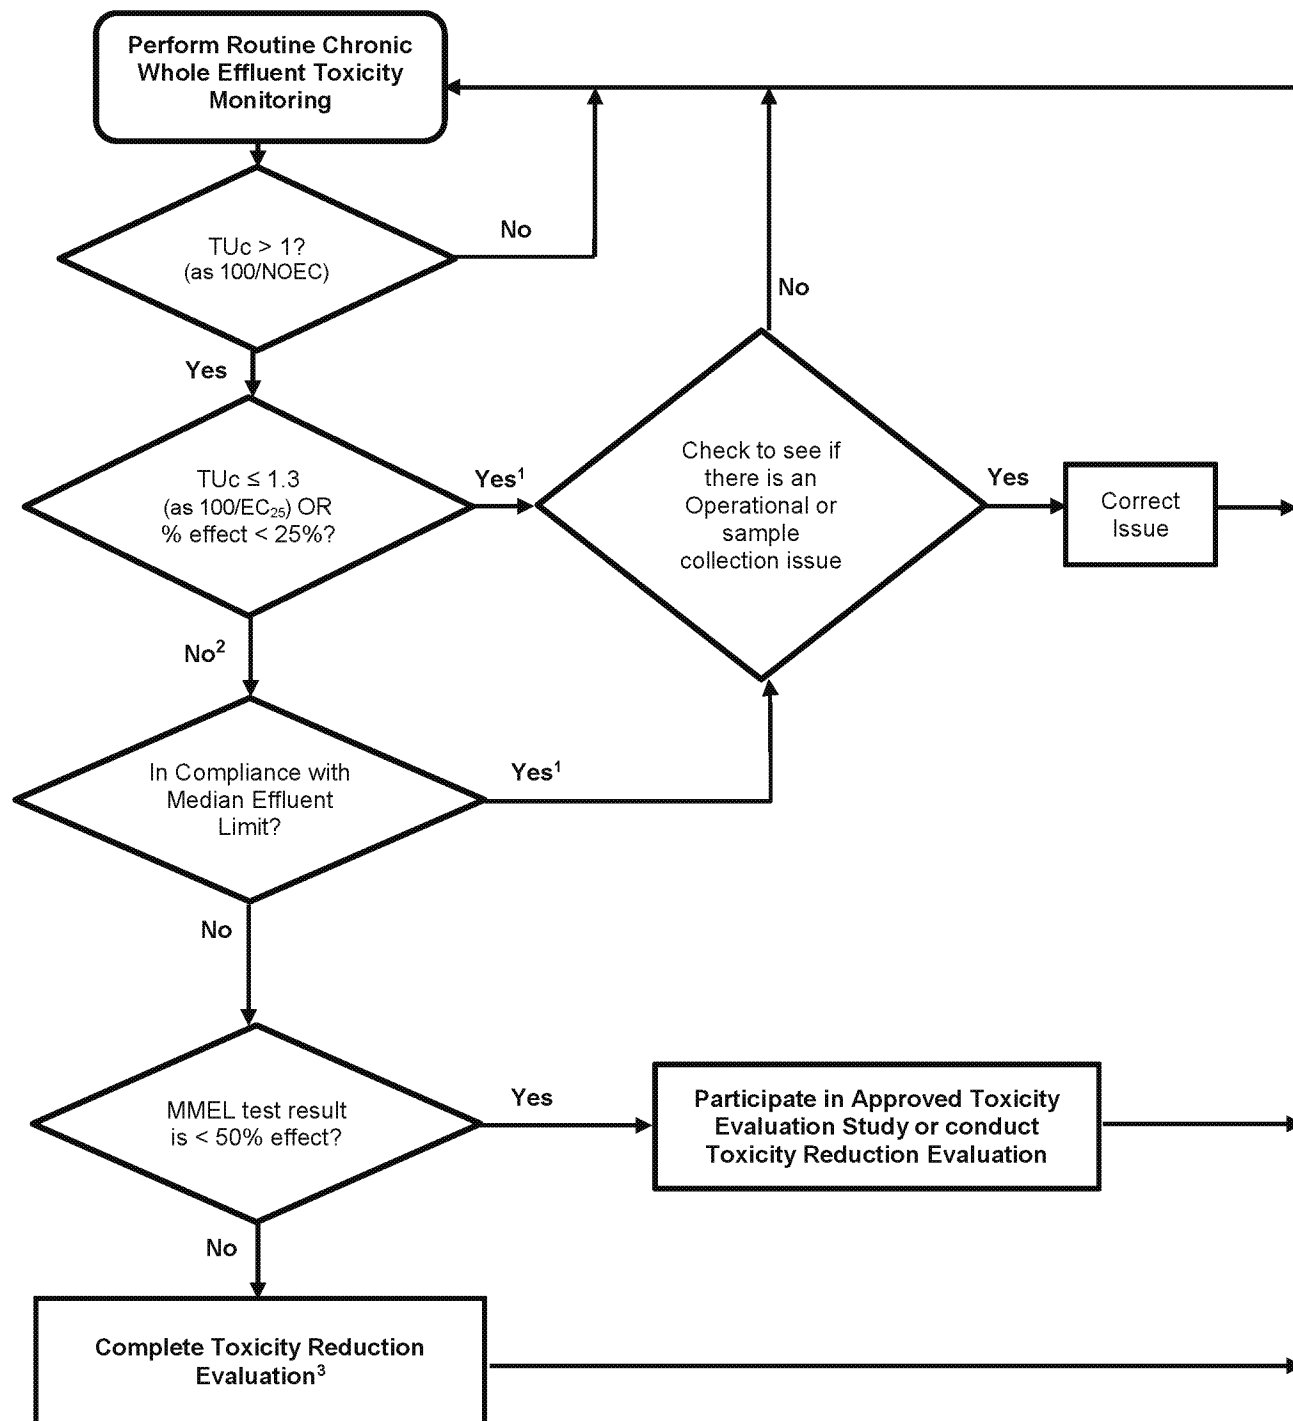 Perform Routine Chronic
Whole Effluent Toxicity
Monitoring
TUc > 1?
(as 100/NOEC)
No
Yes
No
TUc ≤ 1.3
(as 100/EC₂₅) OR
% effect < 25%?
Yes¹
Check to see if
there is an
Operational or
sample
collection issue
Yes
Correct
Issue
No²
In Compliance with
Median Effluent
Limit?
Yes¹
No
MMEL test result
is < 50% effect?
Yes
Participate in Approved Toxicity
Evaluation Study or conduct
Toxicity Reduction Evaluation
No
Complete Toxicity Reduction
Evaluation³